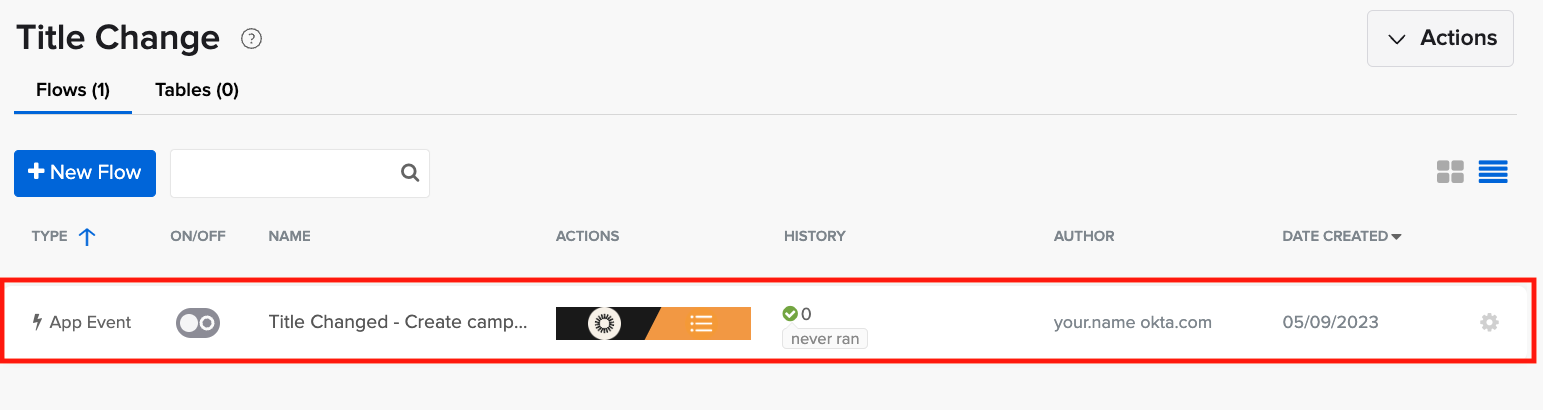 Title Change ?
Actions
Flows (1) Tables (0)
+ New Flow
TYPE ON/OFF NAME ACTIONS HISTORY AUTHOR DATE CREATED
App Event Title Changed - Create camp... 0 your.name okta.com 05/09/2023
never ran